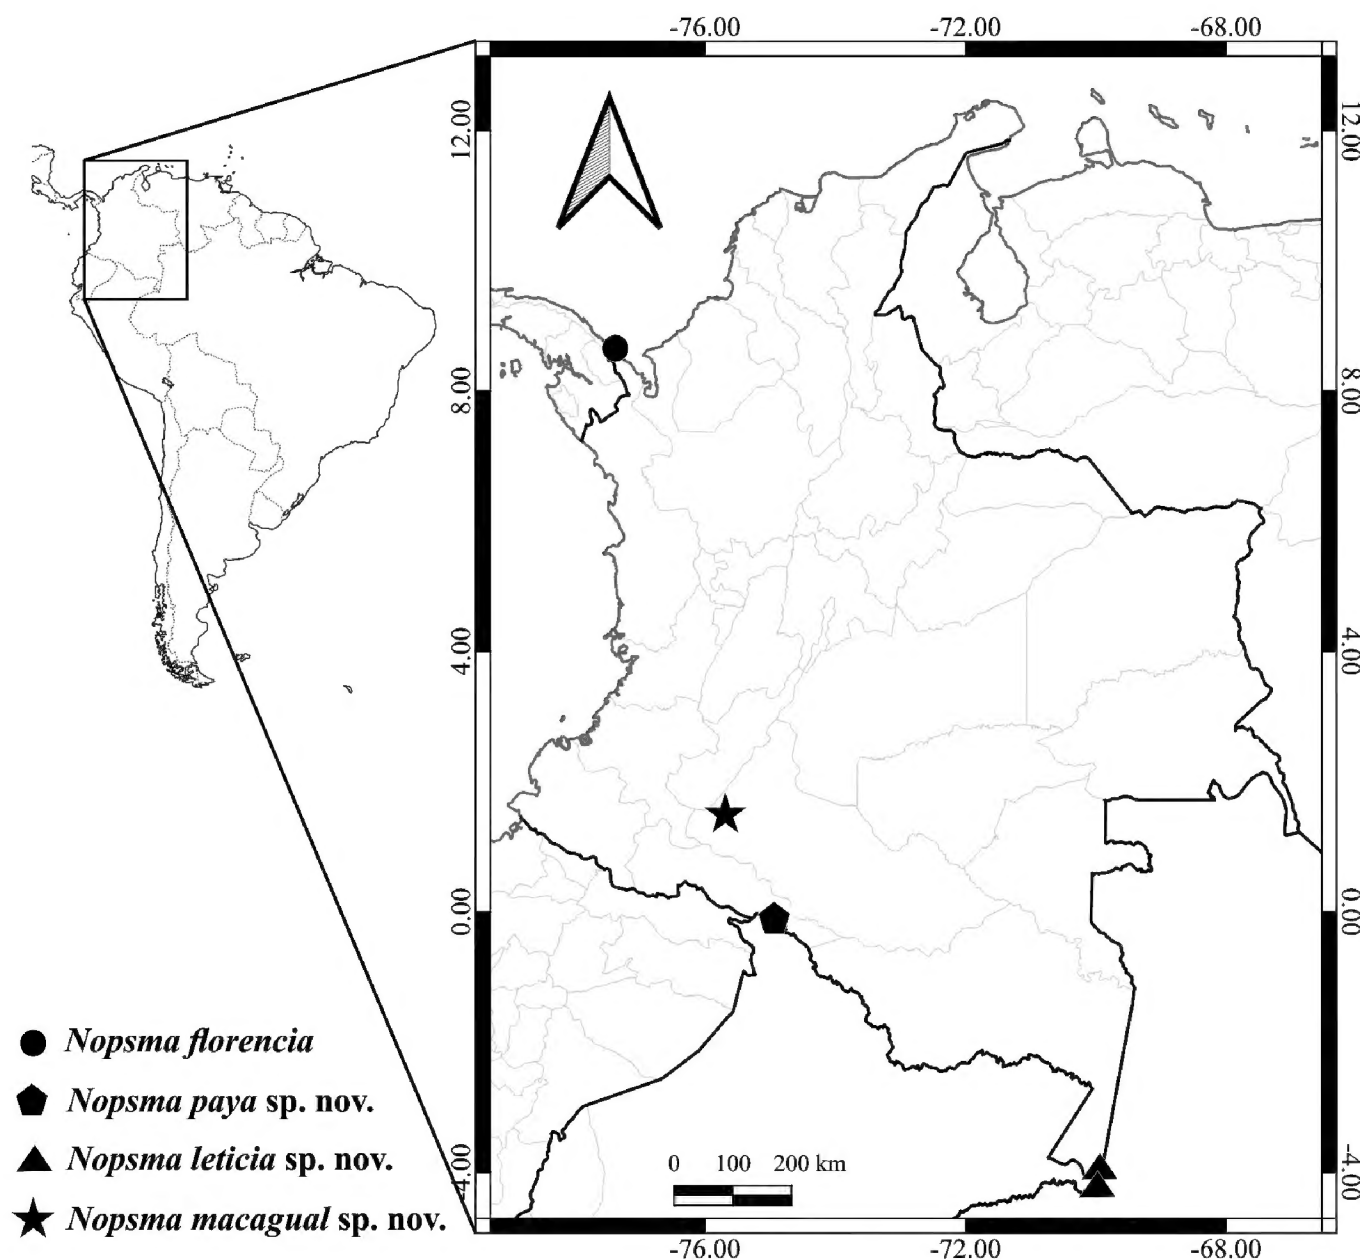 -76.00 -72.00 -68.00
12.00 12.00
8.00 8.00
4.00 4.00
0.00 0.00
-4.00
Nopsma florencia
Nopsma paya sp. nov.
Nopsma leticia sp. nov.
Nopsma macagual sp. nov.
0 100 200 km
4.00
-76.00 -72.00 -68.00